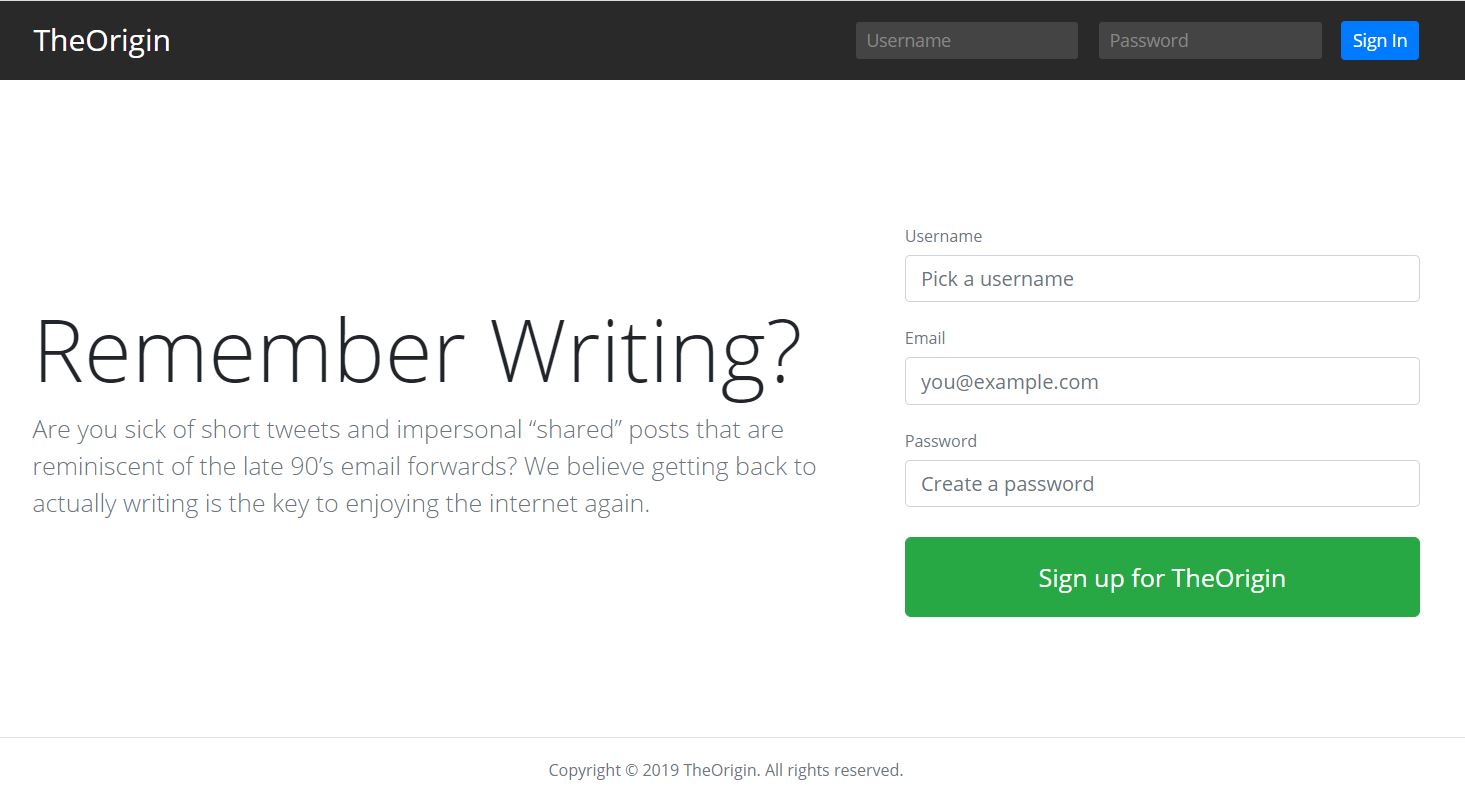 TheOrigin
Username
Password
Sign In
Remember Writing?
Are you sick of short tweets and impersonal “shared” posts that are
reminiscent of the late 90’s email forwards? We believe getting back to
actually writing is the key to enjoying the internet again.
Username
Pick a username
Email
you@example.com
Password
Create a password
Sign up for TheOrigin
Copyright © 2019 TheOrigin. All rights reserved.